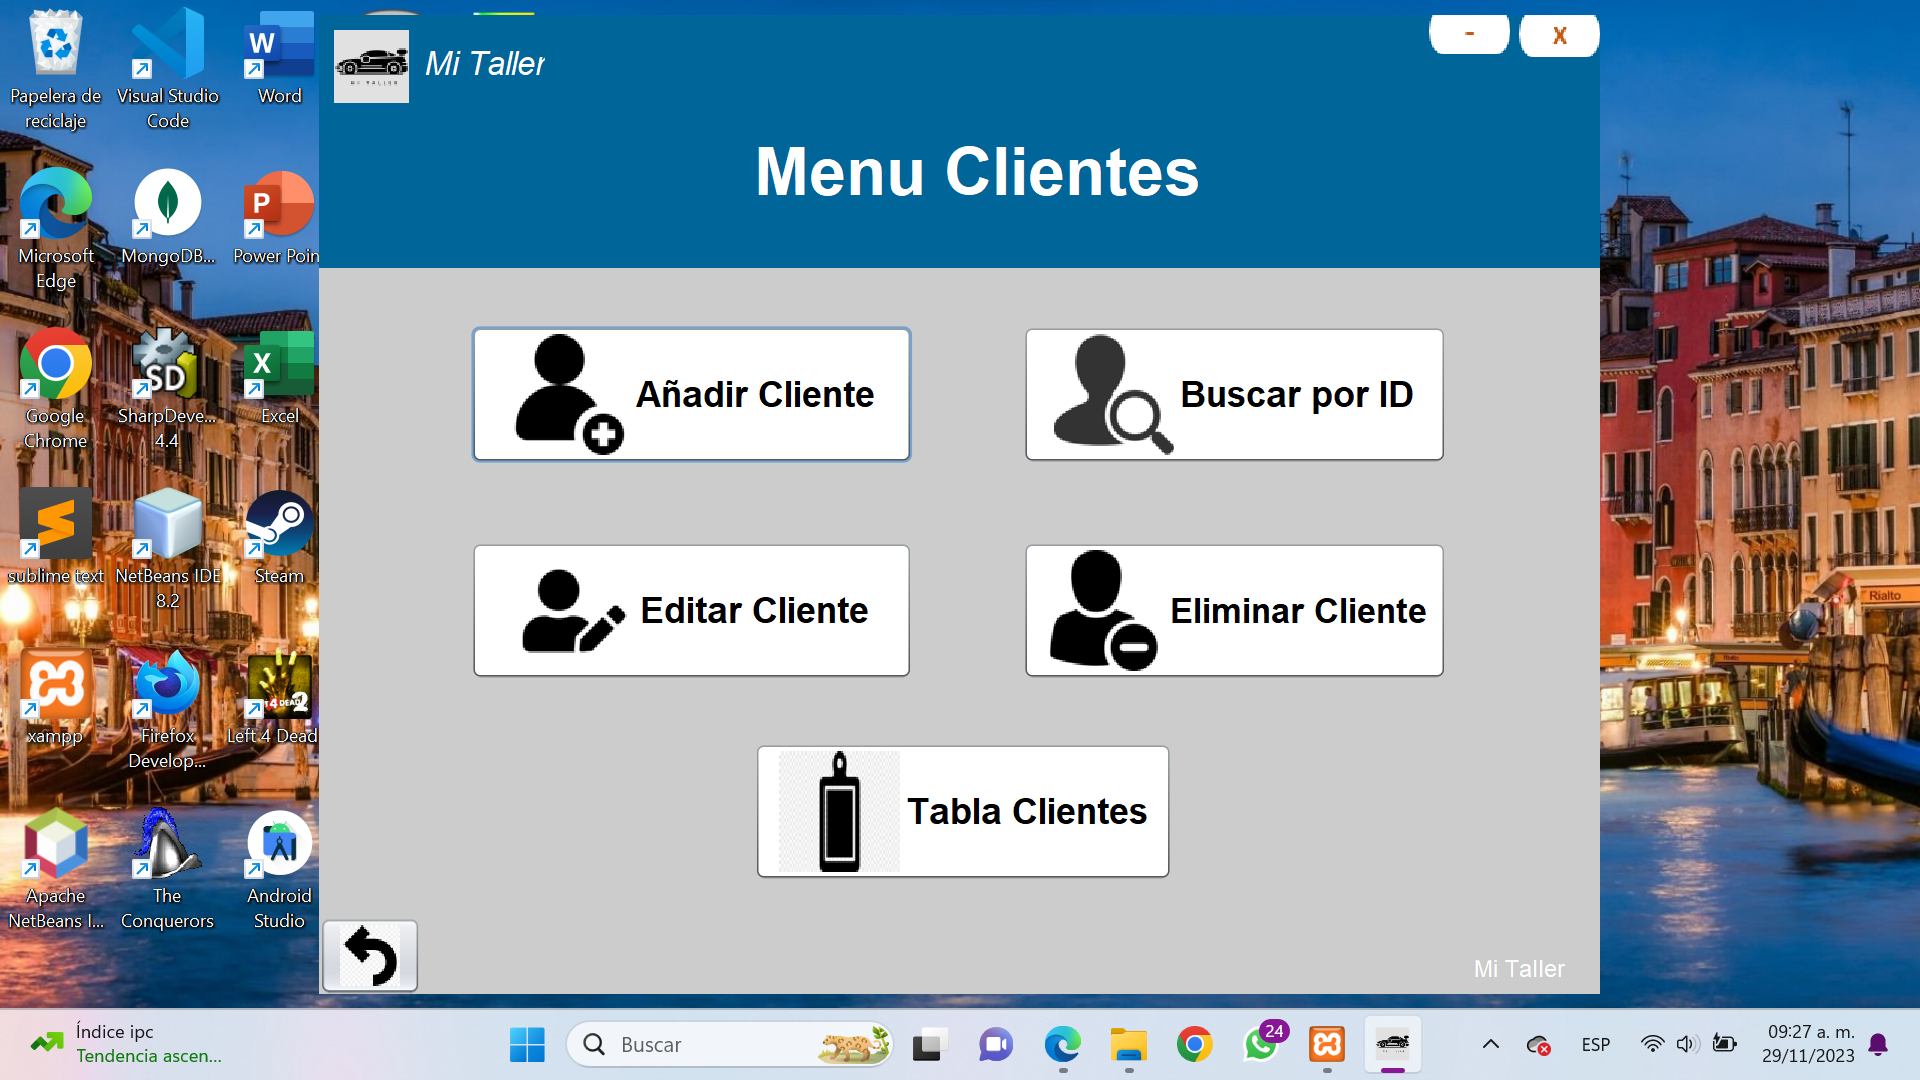 Papelera de
reciclaje
Visual Studio
Code
Word
Microsoft
Edge
MongoDB...
Power Poin
Google
Chrome
SharpDeve...
4.4
Excel
sublime text
NetBeans IDE
8.2
Steam
xampp
Firefox
Develop...
Left 4 Dead
Apache
NetBeans I...
The
Conquerors
Android
Studio
Mi Taller
-
X
Menu Clientes
Añadir Cliente
Buscar por ID
Editar Cliente
Eliminar Cliente
Tabla Clientes
Mi Taller
Rialto
Índice ipc
Tendencia ascen...
Buscar
24
ESP
09:27 a. m.
29/11/2023